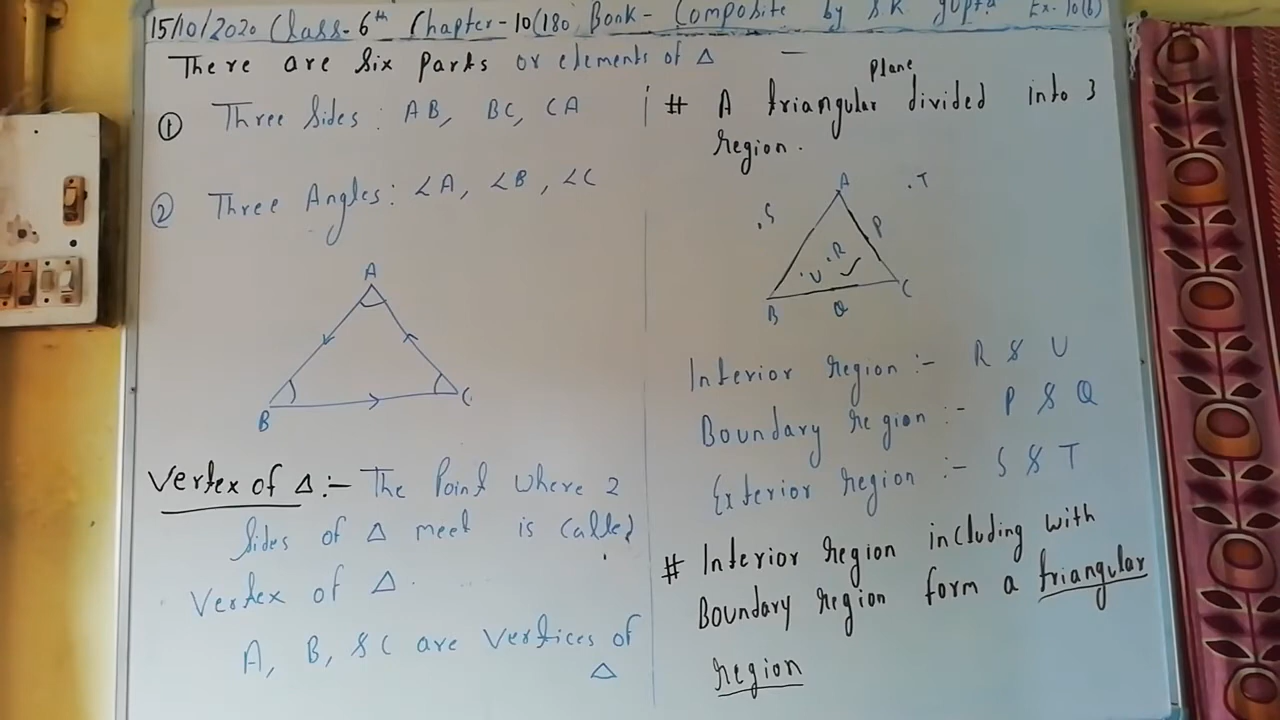 15/10/2020 Class-6th Chapter-10(180 Book- Composite by S K Gupta Ex-10(b)
There are Six Parts or elements of Δ
① Three Sides: AB, BC, CA
② Three Angles: ∠A, ∠B, ∠C
A
B
C
Vertex of Δ:- The Point where 2
Sides of Δ meet is called
Vertex of Δ.
A, B, & C are Vertices of
Δ
# A triangular plane divided into 3
region.
A
.T
.S
P
.R
.U
B
C
Q
Interior region :- R & U
Boundary region :- P & Q
Exterior region :- S & T
# Interior region including with
Boundary region form a triangular
region